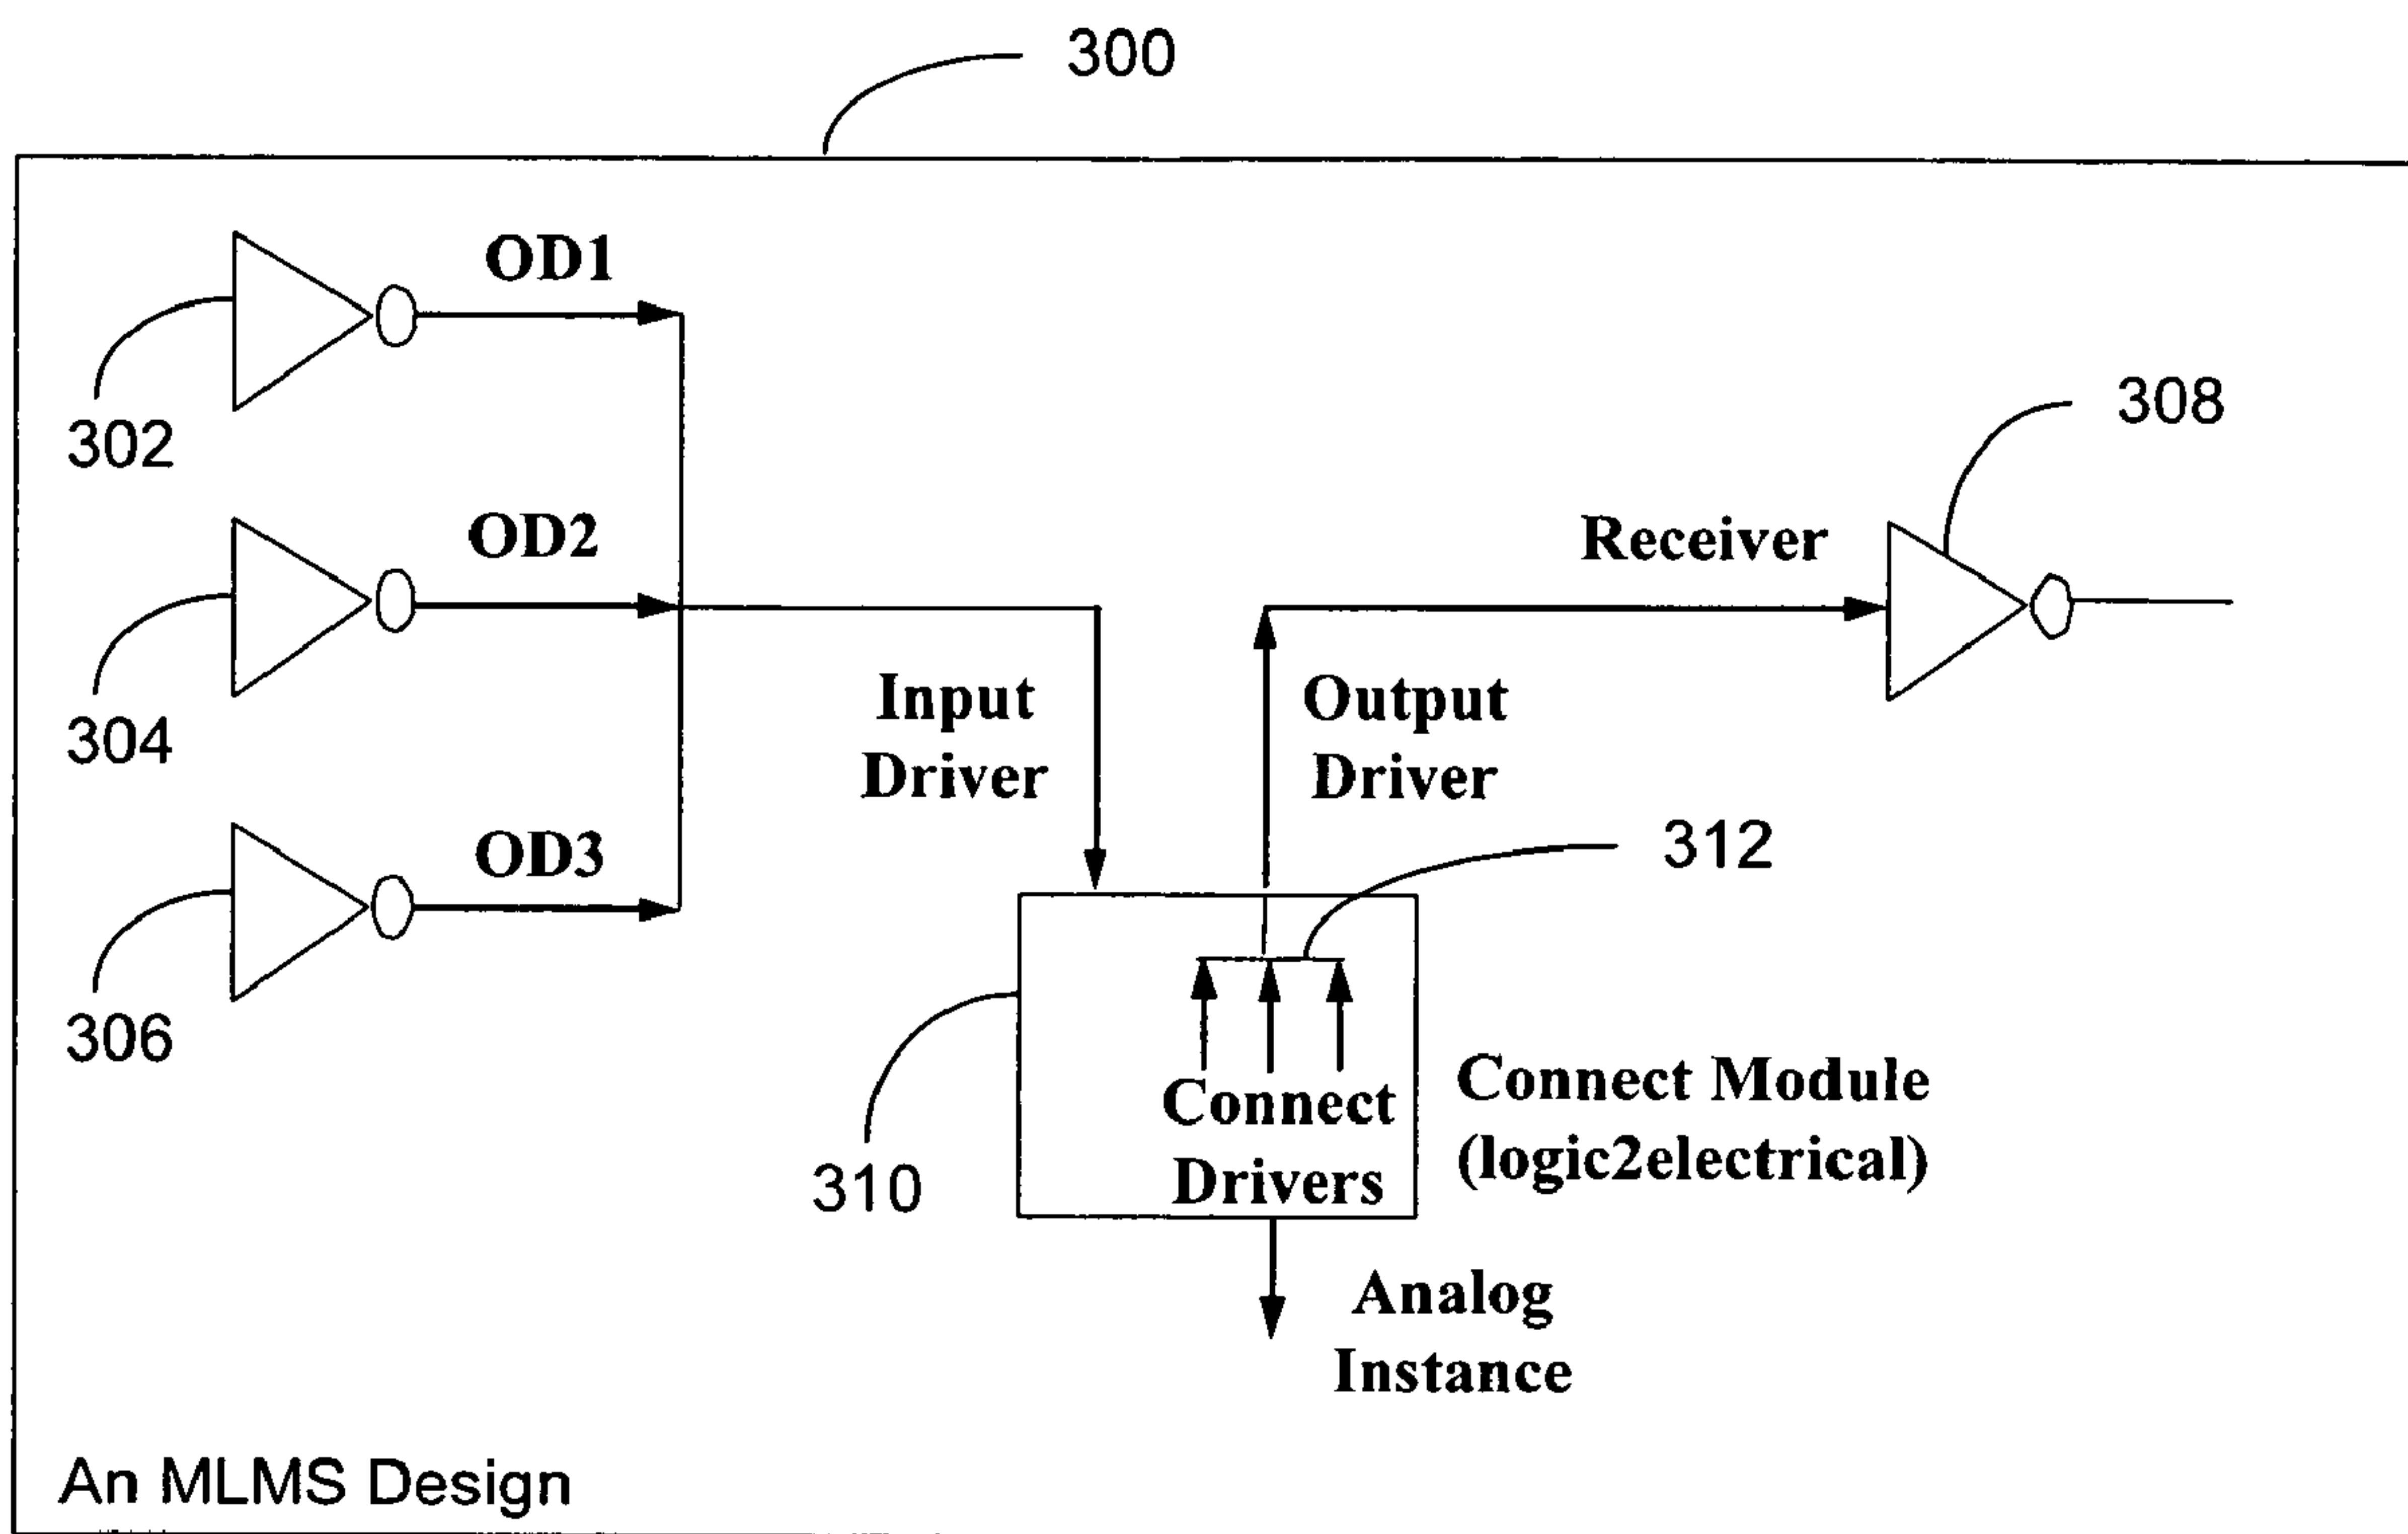 300
OD1
302
308
OD2
Receiver
304
Input
Driver
Output
Driver
OD3
312
306
Connect
Drivers
Connect Module
(logic2electrical)
310
Analog
Instance
An MLMS Design